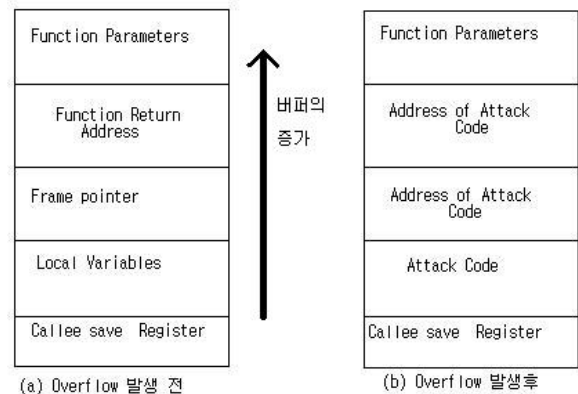 Function Parameters
Function Return
Address
Frame pointer
Local Variables
Callee save Register
(a) Overflow 발생 전
버퍼의
증가
Function Parameters
Address of Attack
Code
Address of Attack
Code
Attack Code
Callee save Register
(b) Overflow 발생후